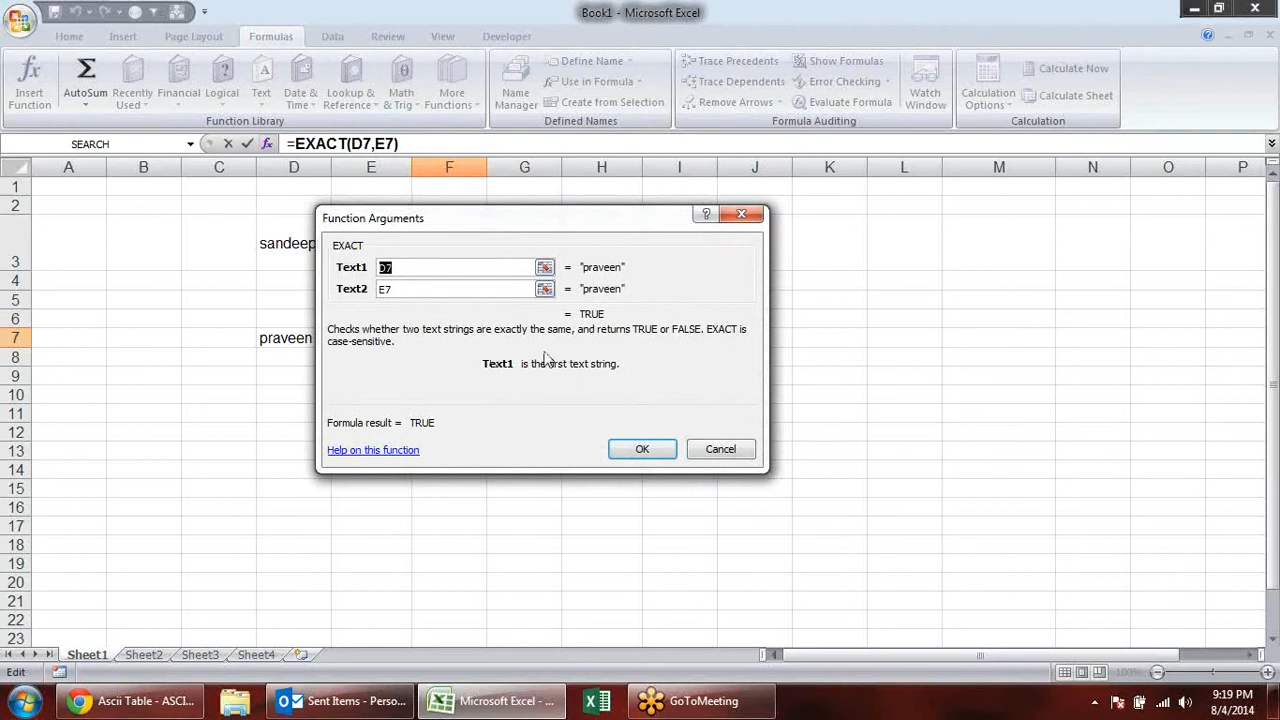 Book1 - Microsoft Excel
Home Insert Page Layout Formulas Data Review View Developer
Insert Function
AutoSum
Recently Used
Financial
Logical
Text
Date & Time
Lookup & Reference
Math & Trig
More Functions
Function Library
Name Manager
Define Name
Use in Formula
Create from Selection
Defined Names
Trace Precedents
Trace Dependents
Remove Arrows
Show Formulas
Error Checking
Evaluate Formula
Watch Window
Formula Auditing
Calculation Options
Calculate Now
Calculate Sheet
Calculation
SEARCH fx =EXACT(D7,E7)
A B C D E F G H I J K L M N O P
1
2
3 sandeep
4
5
6
7 praveen
8
9
10
11
12
13
14
15
16
17
18
19
20
21
22
23
Function Arguments
EXACT
Text1 D7 = "praveen"
Text2 E7 = "praveen"
= TRUE
Checks whether two text strings are exactly the same, and returns TRUE or FALSE. EXACT is
case-sensitive.
Text1 is the first text string.
Formula result = TRUE
Help on this function
OK Cancel
Sheet1 Sheet2 Sheet3 Sheet4
Edit 100%
Ascii Table - ASCI... Sent Items - Perso... Microsoft Excel - ... GoToMeeting
9:19 PM
8/4/2014